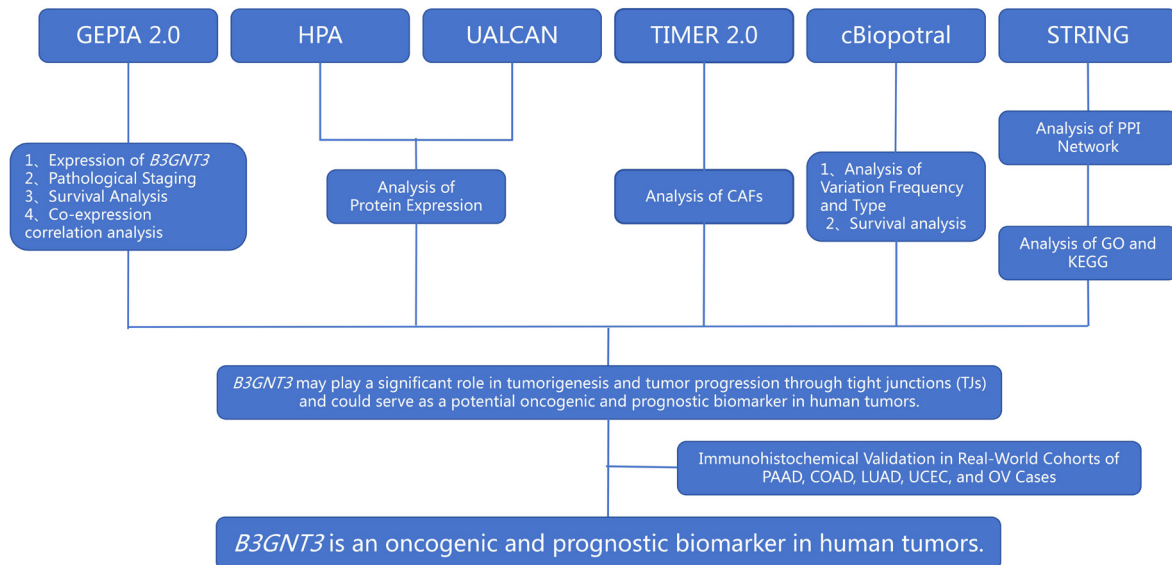 GEPIA 2.0
HPA
UALCAN
TIMER 2.0
cBiopotral
STRING
1、Expression of B3GNT3
2、Pathological Staging
3、Survival Analysis
4、Co-expression
correlation analysis
Analysis of
Protein Expression
Analysis of CAFs
1、Analysis of
Variation Frequency
and Type
2、Survival analysis
Analysis of PPI
Network
Analysis of GO and
KEGG
B3GNT3 may play a significant role in tumorigenesis and tumor progression through tight junctions (TJs)
and could serve as a potential oncogenic and prognostic biomarker in human tumors.
Immunohistochemical Validation in Real-World Cohorts of
PAAD, COAD, LUAD, UCEC, and OV Cases
B3GNT3 is an oncogenic and prognostic biomarker in human tumors.